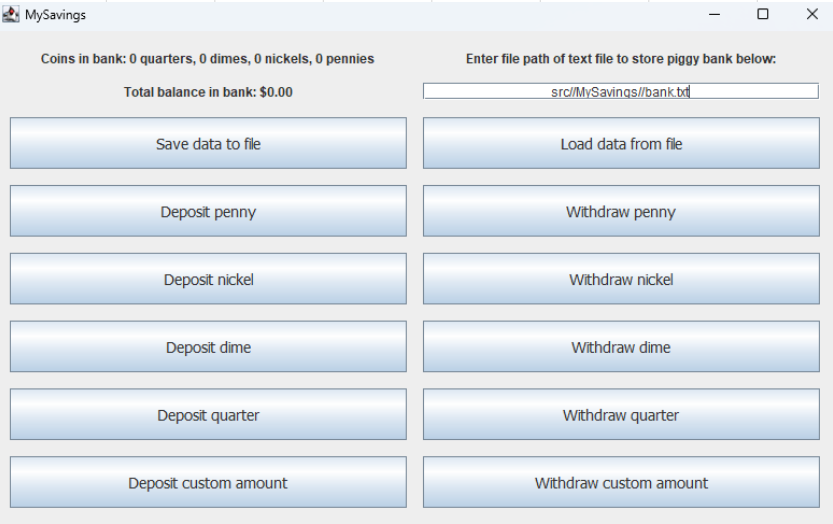 MySavings
Coins in bank: 0 quarters, 0 dimes, 0 nickels, 0 pennies
Enter file path of text file to store piggy bank below:
Total balance in bank: $0.00
src//MySavings//bank.txt
Save data to file
Load data from file
Deposit penny
Withdraw penny
Deposit nickel
Withdraw nickel
Deposit dime
Withdraw dime
Deposit quarter
Withdraw quarter
Deposit custom amount
Withdraw custom amount